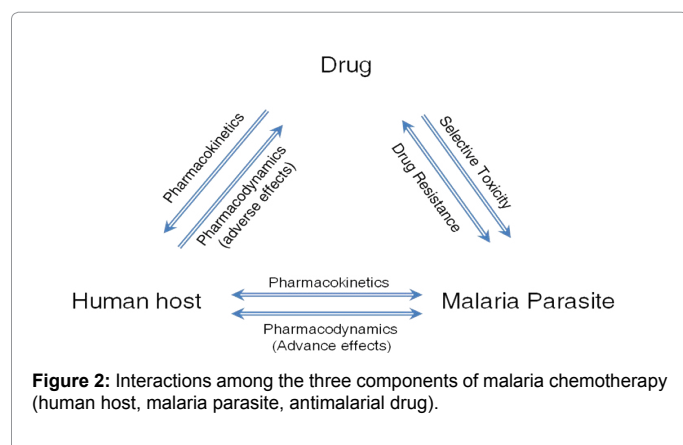 Drug
Pharmacokinetics
Pharmacodynamics
(adverse effects)
Selective Toxicity
Drug Resistance
Human host
Pharmacokinetics
Malaria Parasite
Pharmacodynamics
(Advance effects)
Figure 2: Interactions among the three components of malaria chemotherapy
(human host, malaria parasite, antimalarial drug).